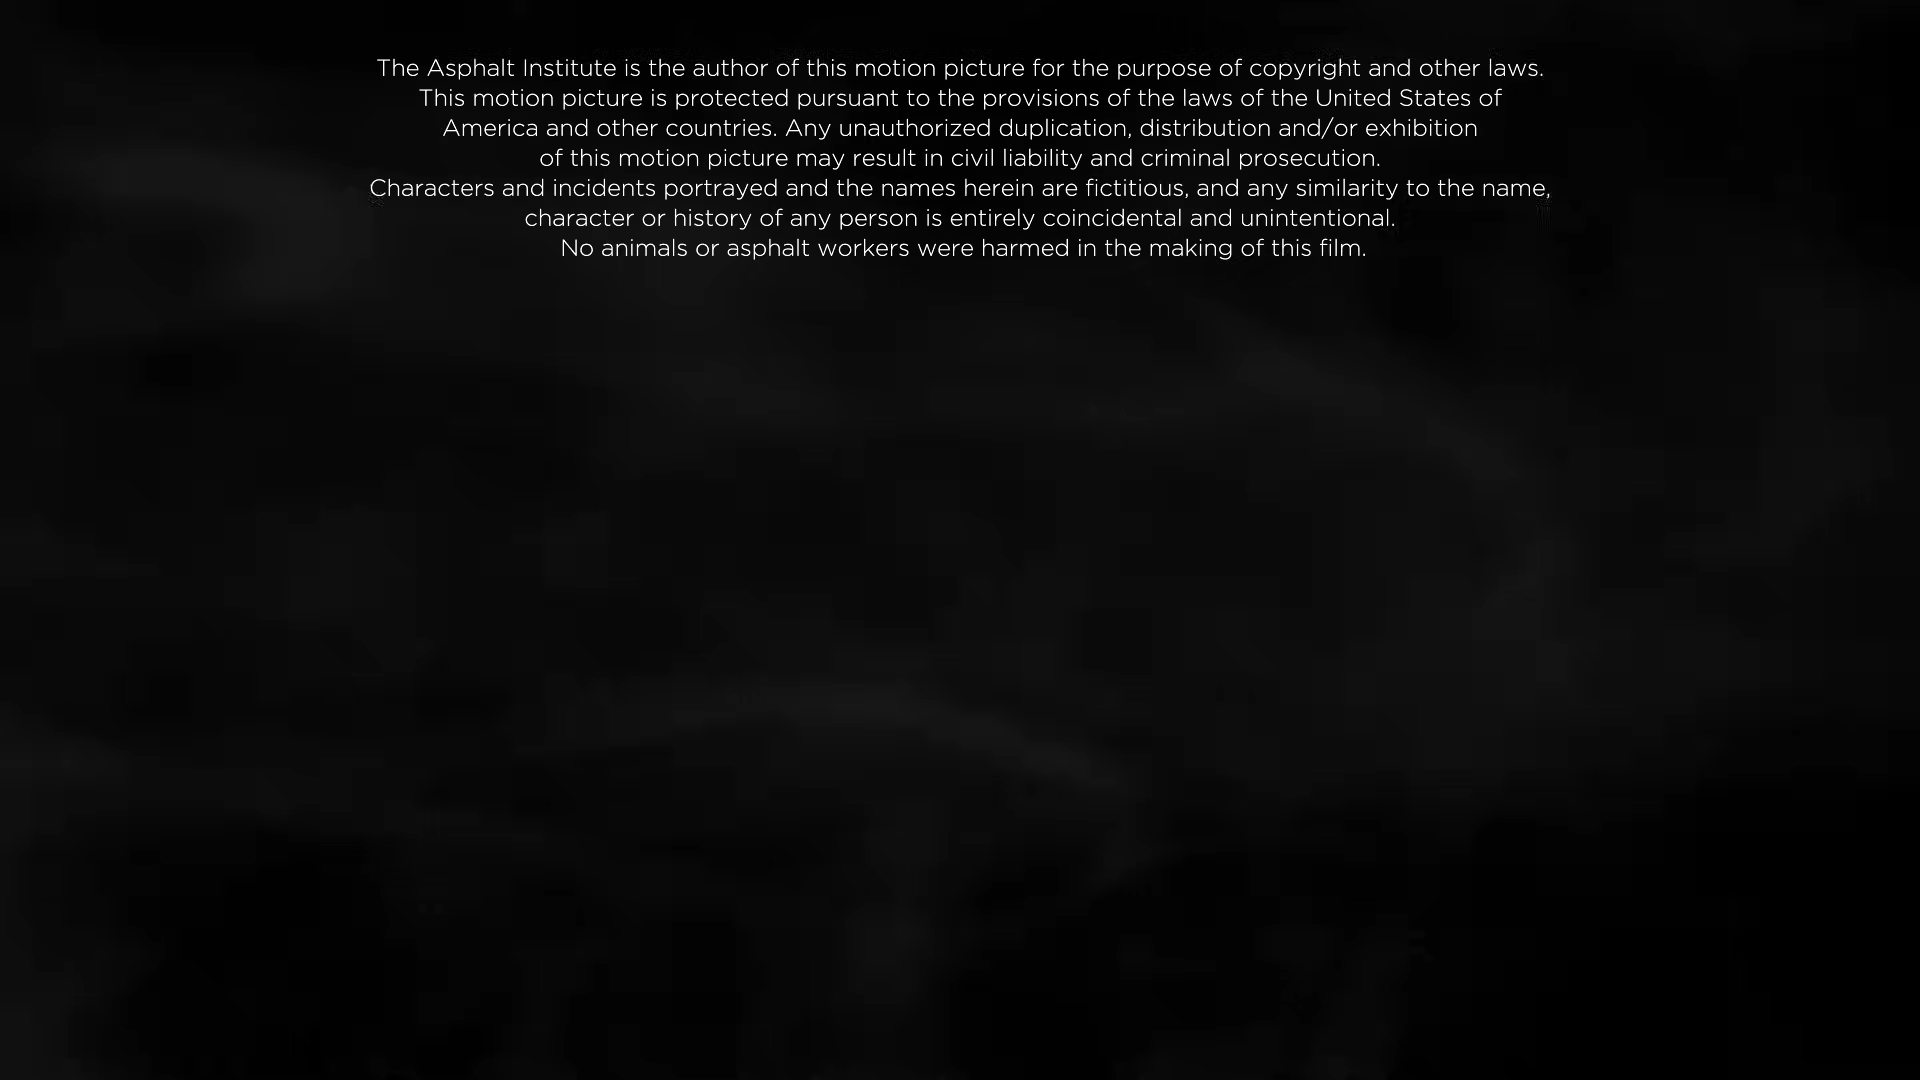 The Asphalt Institute is the author of this motion picture for the purpose of copyright and other laws.
This motion picture is protected pursuant to the provisions of the laws of the United States of
America and other countries. Any unauthorized duplication, distribution and/or exhibition
of this motion picture may result in civil liability and criminal prosecution.
Characters and incidents portrayed and the names herein are fictitious, and any similarity to the name,
character or history of any person is entirely coincidental and unintentional.
No animals or asphalt workers were harmed in the making of this film.